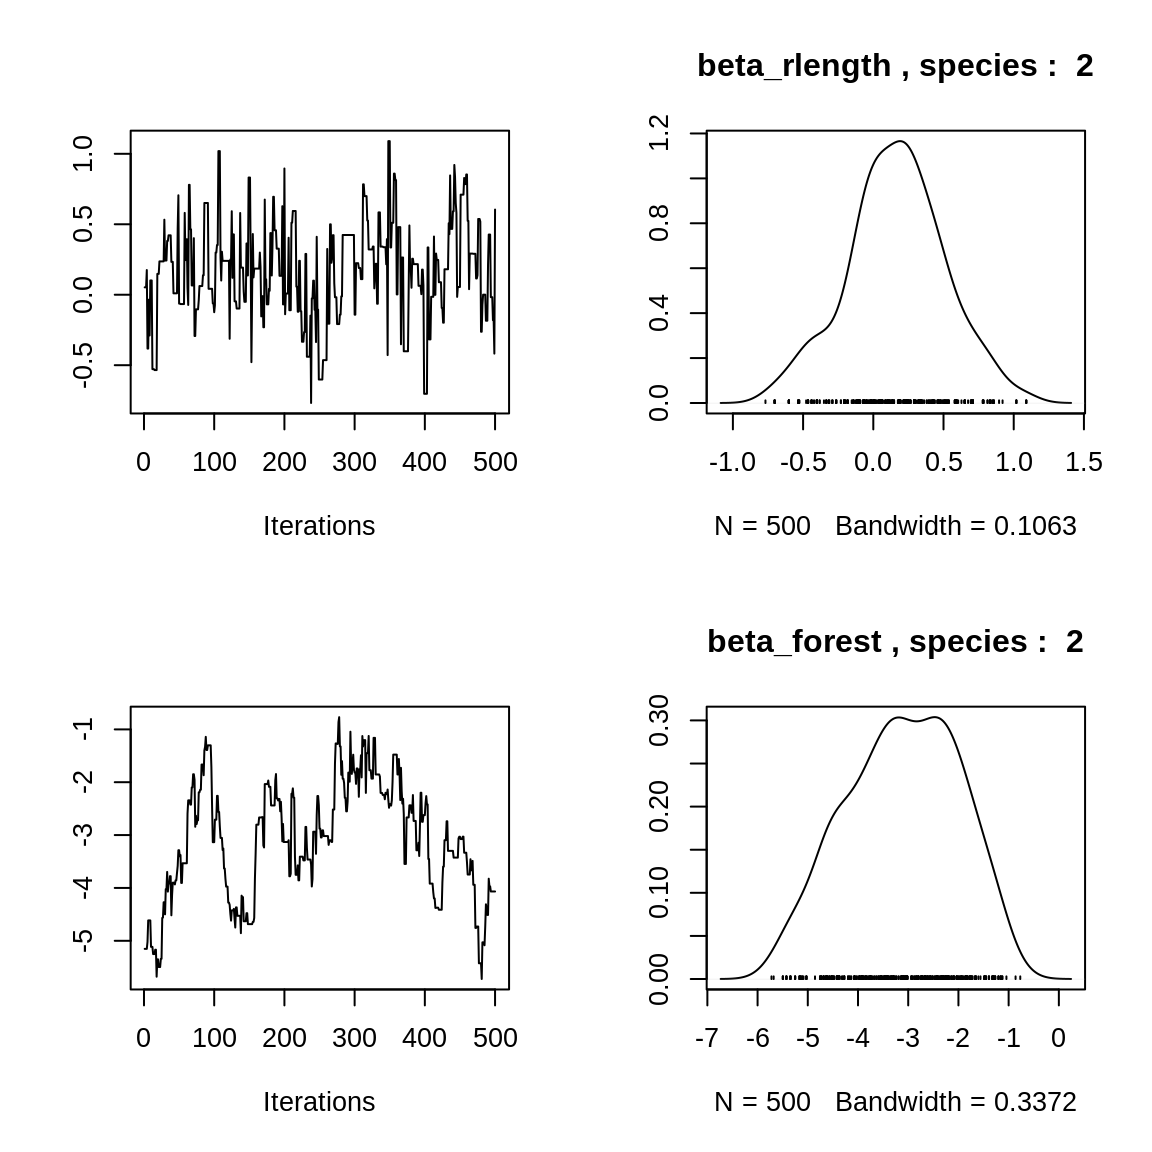 beta_rlength , species :  2
1.0
0.5
0.0
-0.5
0 100 200 300 400 500
Iterations
1.2
0.8
0.4
0.0
-1.0 -0.5 0.0 0.5 1.0 1.5
N = 500   Bandwidth = 0.1063
beta_forest , species :  2
-1
-2
-3
-4
-5
0 100 200 300 400 500
Iterations
0.30
0.20
0.10
0.00
-7 -6 -5 -4 -3 -2 -1 0
N = 500   Bandwidth = 0.3372